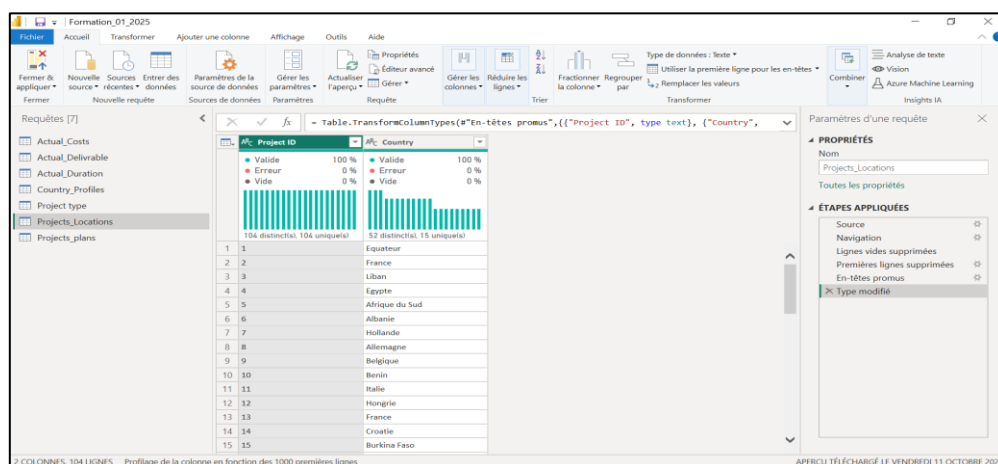 Formation_01_2025
Fichier Accueil Transformer Ajouter une colonne Affichage Outils Aide
Fermer & appliquer
Nouvelle source
Sources récentes
Entrer des données
Paramètres de la source de données
Gérer les paramètres
Actualiser l'aperçu
Propriétés
Éditeur avancé
Gérer
Gérer les colonnes
Réduire les lignes
Fractionner la colonne
Regrouper par
Type de données : Texte
Utiliser la première ligne pour les en-têtes
Remplacer les valeurs
Combiner
Analyse de texte
Vision
Azure Machine Learning
Fermer Nouvelle requête Sources de données Paramètres Requête Trier Transformer Insights IA
Requêtes [7]
Actual_Costs
Actual_Delivrable
Actual_Duration
Country_Profiles
Project type
Projects_Locations
Projects_plans
fx = Table.TransformColumnTypes(#"En-têtes promus",{{"Project ID", type text}, {"Country",
ABC Project ID ABC Country
Valide 100 % Valide 100 %
Erreur 0 % Erreur 0 %
Vide 0 % Vide 0 %
104 distinct(s), 104 unique(s) 52 distinct(s), 15 unique(s)
1 1 Equateur
2 2 France
3 3 Liban
4 4 Egypte
5 5 Afrique du Sud
6 6 Albanie
7 7 Hollande
8 8 Allemagne
9 9 Belgique
10 10 Benin
11 11 Italie
12 12 Hongrie
13 13 France
14 14 Croatie
15 15 Burkina Faso
Paramètres d'une requête
PROPRIÉTÉS
Nom
Projects_Locations
Toutes les propriétés
ÉTAPES APPLIQUÉES
Source
Navigation
Lignes vides supprimées
Premières lignes supprimées
En-têtes promus
Type modifié
2 COLONNES, 104 LIGNES Profilage de la colonne en fonction des 1000 premières lignes
APERÇU TÉLÉCHARGÉ LE VENDREDI 11 OCTOBRE